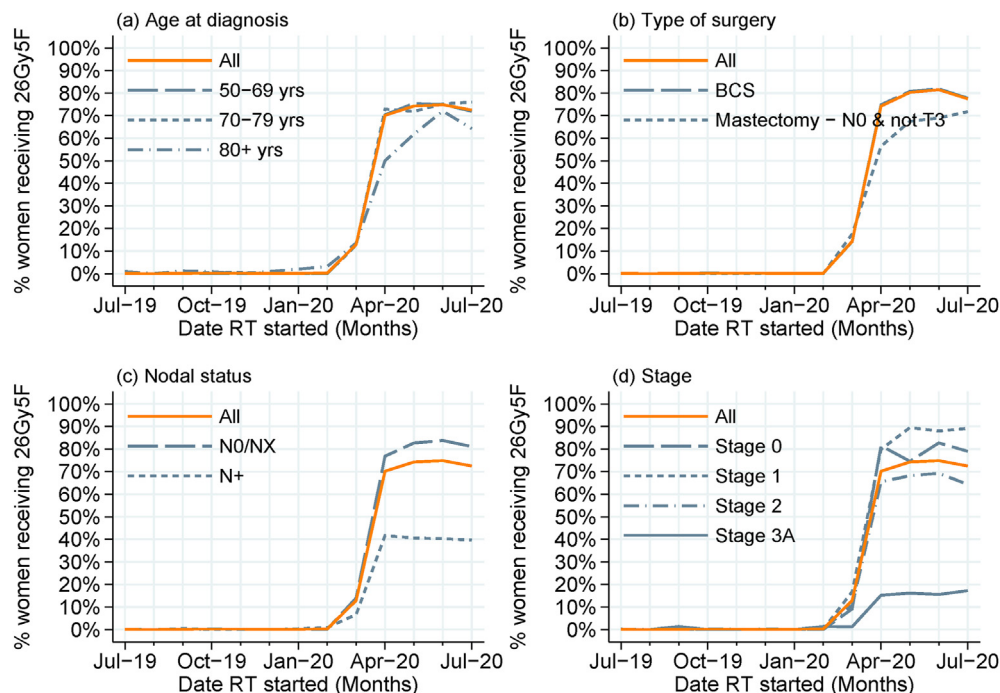 (a) Age at diagnosis
% women receiving 26Gy5F
100%
90%
80%
70%
60%
50%
40%
30%
20%
10%
0%
All
50−69 yrs
70−79 yrs
80+ yrs
Jul−19 Oct−19 Jan−20 Apr−20 Jul−20
Date RT started (Months)
(b) Type of surgery
% women receiving 26Gy5F
100%
90%
80%
70%
60%
50%
40%
30%
20%
10%
0%
All
BCS
Mastectomy − N0 & not T3
Jul−19 Oct−19 Jan−20 Apr−20 Jul−20
Date RT started (Months)
(c) Nodal status
% women receiving 26Gy5F
100%
90%
80%
70%
60%
50%
40%
30%
20%
10%
0%
All
N0/NX
N+
Jul−19 Oct−19 Jan−20 Apr−20 Jul−20
Date RT started (Months)
(d) Stage
% women receiving 26Gy5F
100%
90%
80%
70%
60%
50%
40%
30%
20%
10%
0%
All
Stage 0
Stage 1
Stage 2
Stage 3A
Jul−19 Oct−19 Jan−20 Apr−20 Jul−20
Date RT started (Months)